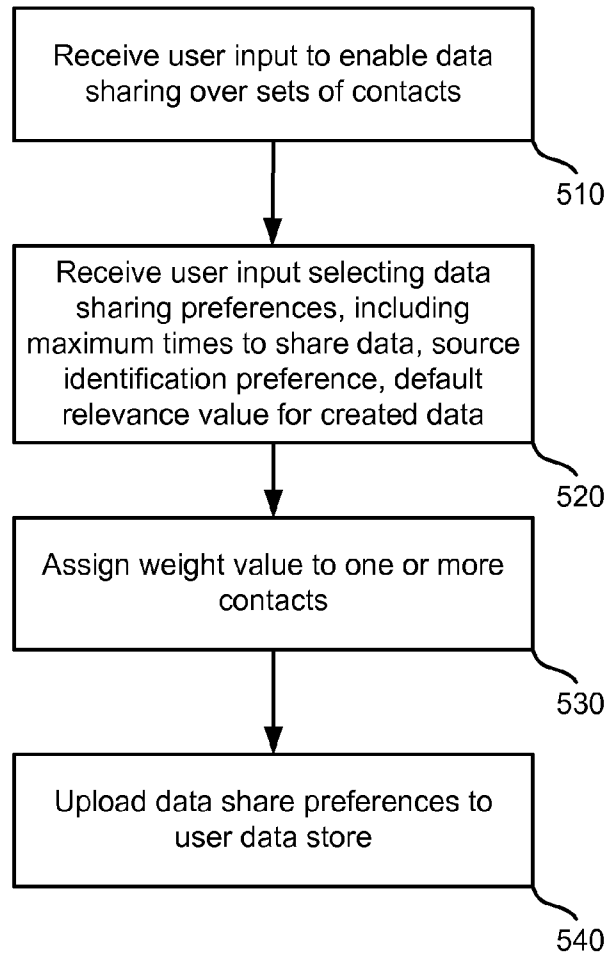 Receive user input to enable data
sharing over sets of contacts
510
Receive user input selecting data
sharing preferences, including
maximum times to share data, source
identification preference, default
relevance value for created data
520
Assign weight value to one or more
contacts
530
Upload data share preferences to
user data store
540